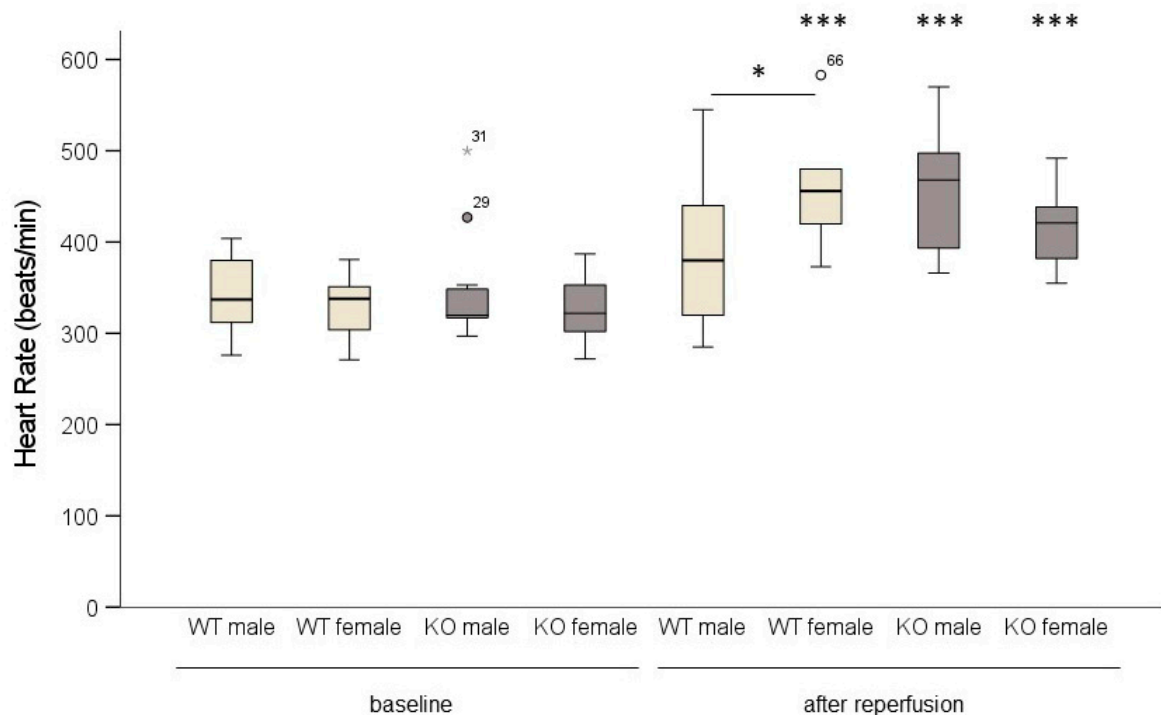 *** *** ***
600
*
66
500
31
29
400
300
200
100
0
Heart Rate (beats/min)
WT male WT female KO male KO female WT male WT female KO male KO female
baseline after reperfusion